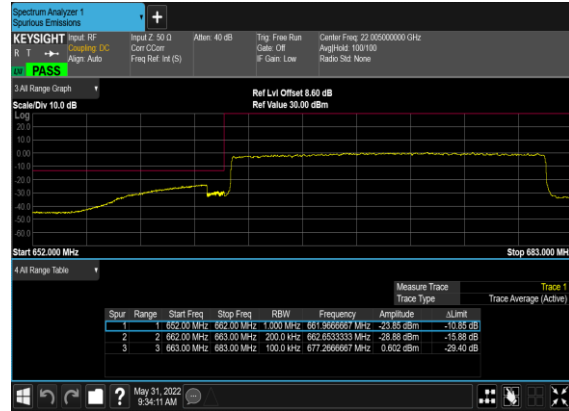 Spectrum Analyzer 1
Spurious Emissions
KEYSIGHT Input: RF Input Z: 50 Ω Atten: 40 dB Trig: Free Run Center Freq: 22.005000000 GHz
R T Coupling: DC Corr CCorr Gate: Off Avg|Hold: 100/100
Align: Auto Freq Ref: Int (S) IF Gain: Low Radio Std: None
LM PASS
3 All Range Graph Ref Lvl Offset 8.60 dB
Scale/Div 10.0 dB Ref Value 30.00 dBm
Log
20.0
10.0
0.00
-10.0
-20.0
-30.0
-40.0
-50.0
-60.0
Start 652.000 MHz Stop 683.000 MH
4 All Range Table
Measure Trace Trace 1
Trace Type Trace Average (Active)
Spur Range Start Freq Stop Freq RBW Frequency Amplitude ΔLimit
1 1 652.00 MHz 662.00 MHz 1.000 MHz 661.9666667 MHz -23.85 dBm -10.85 dB
2 2 662.00 MHz 663.00 MHz 200.0 kHz 662.6533333 MHz -28.88 dBm -15.88 dB
3 3 663.00 MHz 683.00 MHz 100.0 kHz 677.2666667 MHz 0.602 dBm -29.40 dB
? May 31, 2022
9:34:11 AM